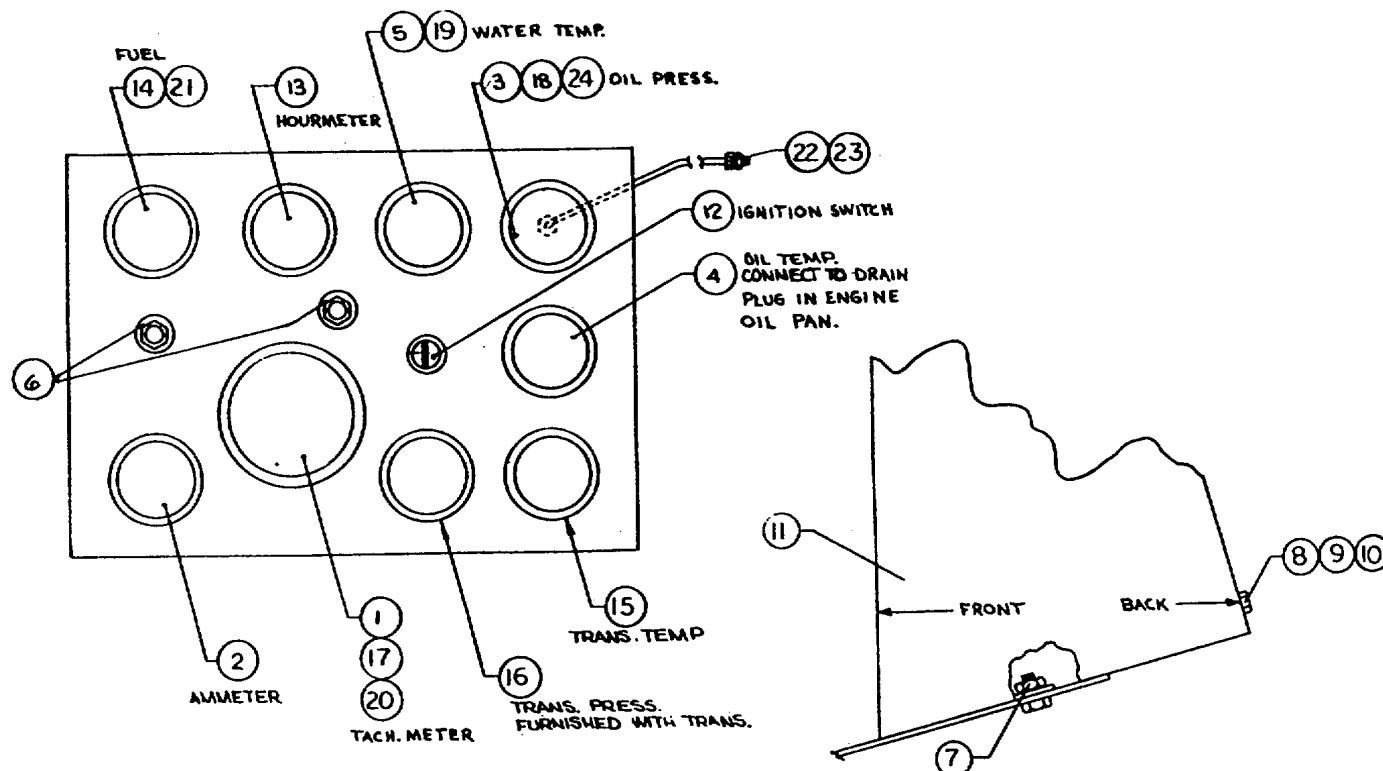 FUEL
14 21
13
HOURMETER
5 19 WATER TEMP.
3 18 24 OIL PRESS.
22 23
12 IGNITION SWITCH
4 OIL TEMP.
CONNECT TO DRAIN
PLUG IN ENGINE
OIL PAN.
6
2
AMMETER
1
17
20
TACH. METER
16
TRANS. PRESS.
FURNISHED WITH TRANS.
15
TRANS. TEMP
11
FRONT
BACK
8 9 10
7